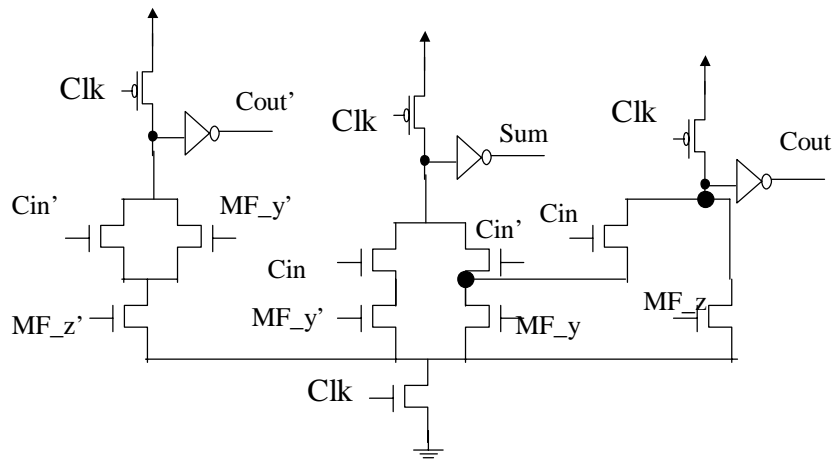 Clk
Cout’
Clk
Sum
Clk
Cout
Cin’
MF_y’
Cin
Cin’
Cin
MF_z’
MF_y’
MF_y
MF_z
Clk